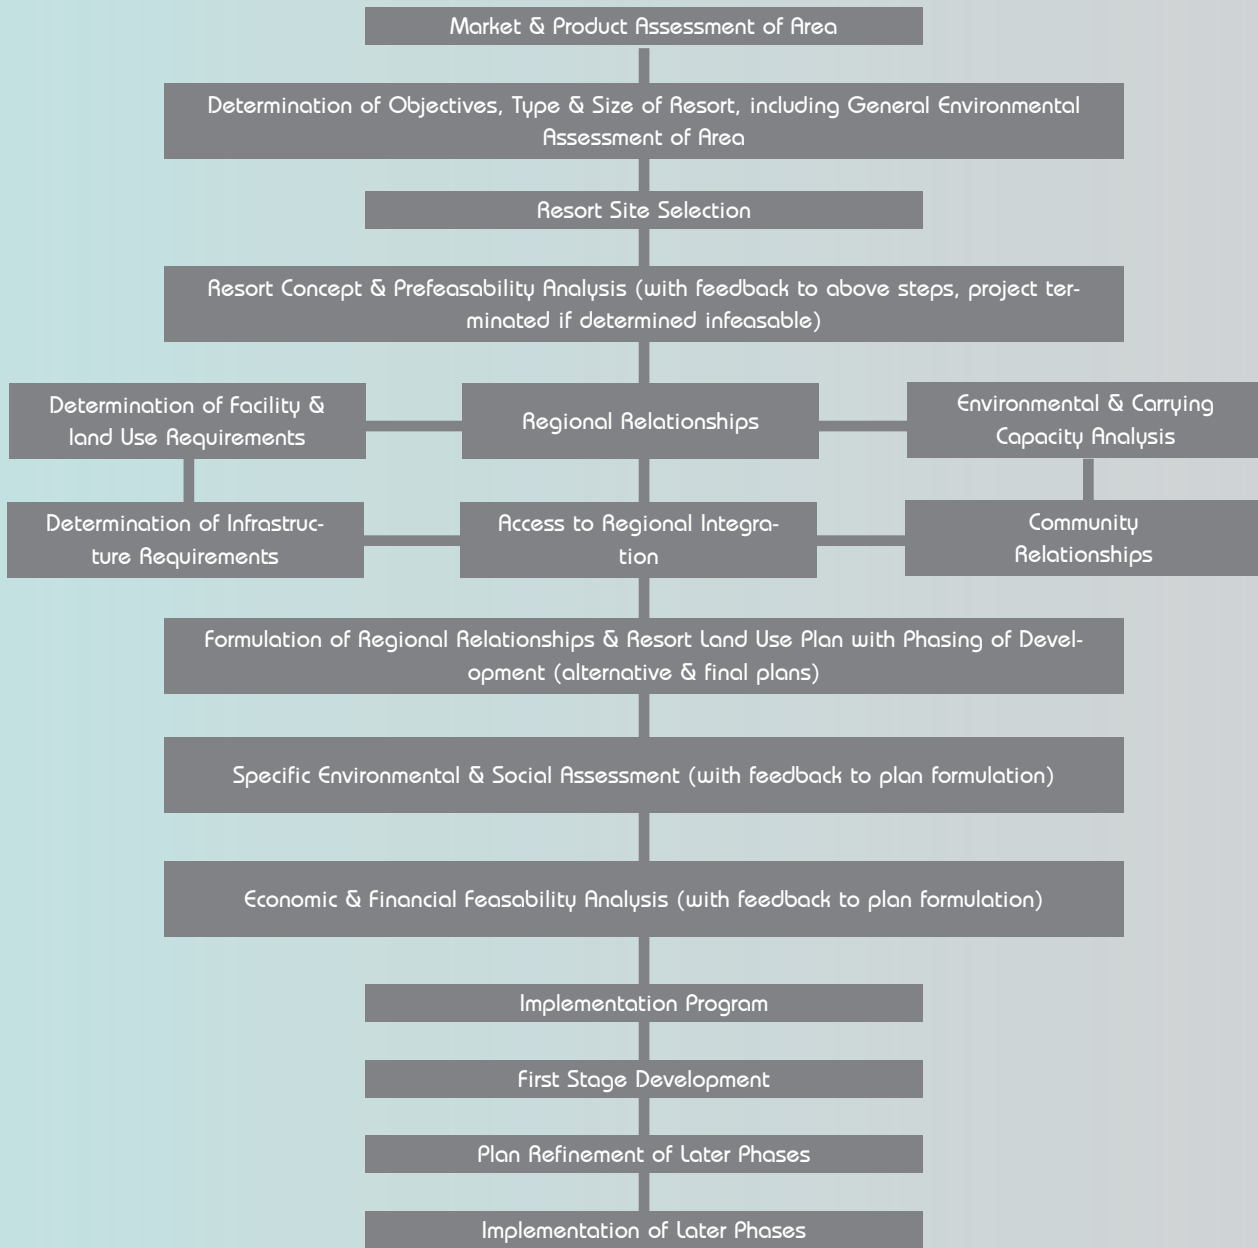 Market & Product Assessment of Area
Determination of Objectives, Type & Size of Resort, including General Environmental
Assessment of Area
Resort Site Selection
Resort Concept & Prefeasability Analysis (with feedback to above steps, project ter-
minated if determined infeasable)
Determination of Facility &
land Use Requirements
Regional Relationships
Environmental & Carrying
Capacity Analysis
Determination of Infrastruc-
ture Requirements
Access to Regional Integra-
tion
Community
Relationships
Formulation of Regional Relationships & Resort Land Use Plan with Phasing of Devel-
opment (alternative & final plans)
Specific Environmental & Social Assessment (with feedback to plan formulation)
Economic & Financial Feasability Analysis (with feedback to plan formulation)
Implementation Program
First Stage Development
Plan Refinement of Later Phases
Implementation of Later Phases